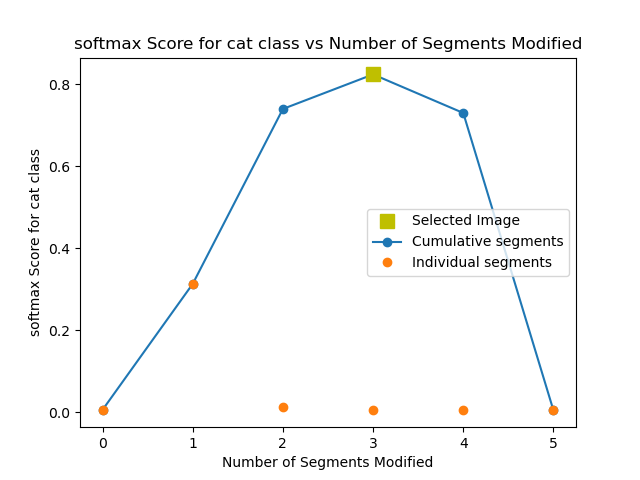 softmax Score for cat class vs Number of Segments Modified
softmax Score for cat class
0.8
0.6
0.4
0.2
0.0
Selected Image
Cumulative segments
Individual segments
0 1 2 3 4 5
Number of Segments Modified